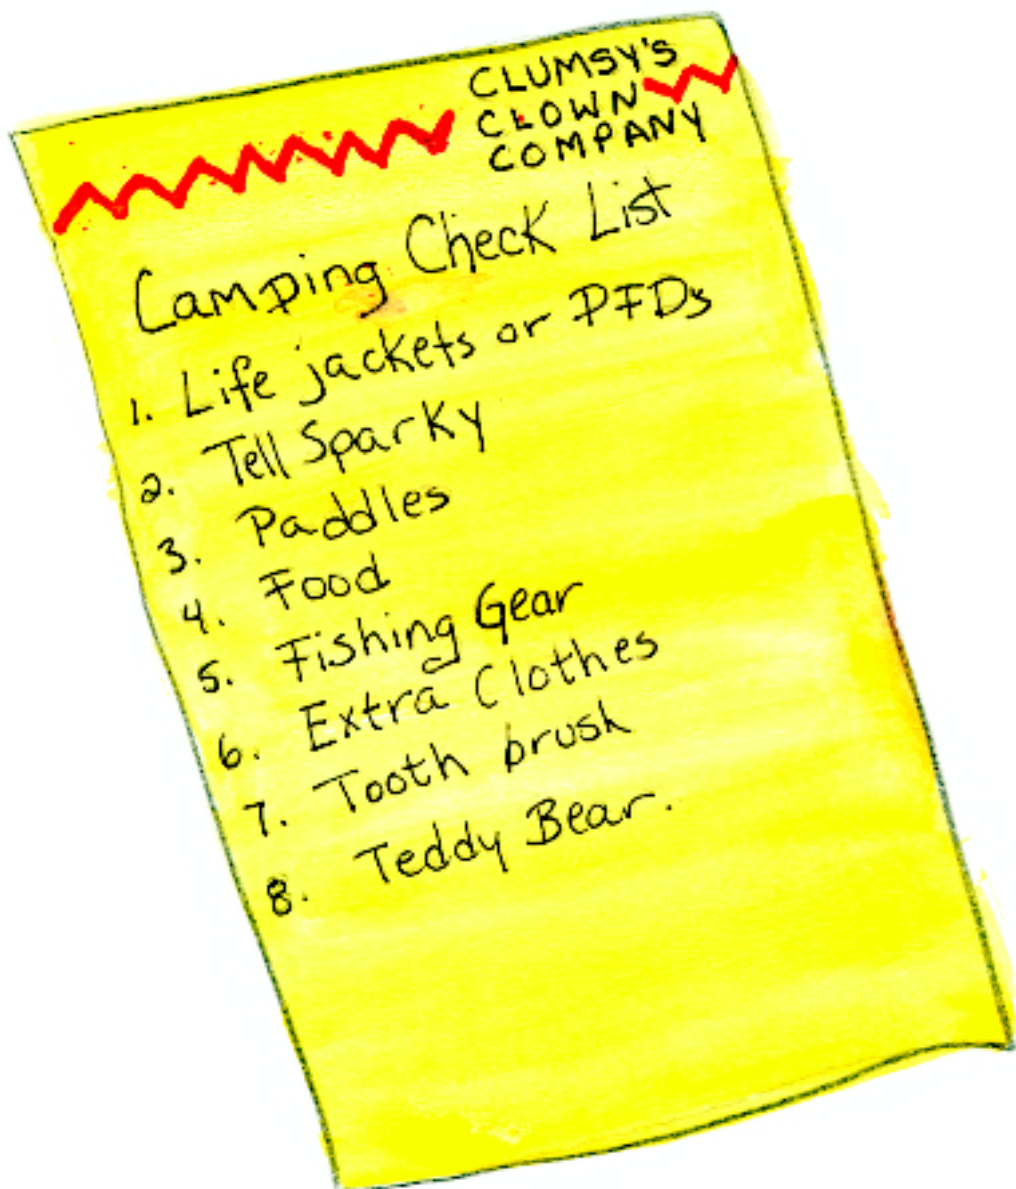 CLUMSY'S
CLOWN
COMPANY
Camping Check List
1. Life jackets or PFDs
2. Tell Sparky
3. Paddles
4. Food
5. Fishing Gear
6. Extra Clothes
7. Tooth brush
8. Teddy Bear.